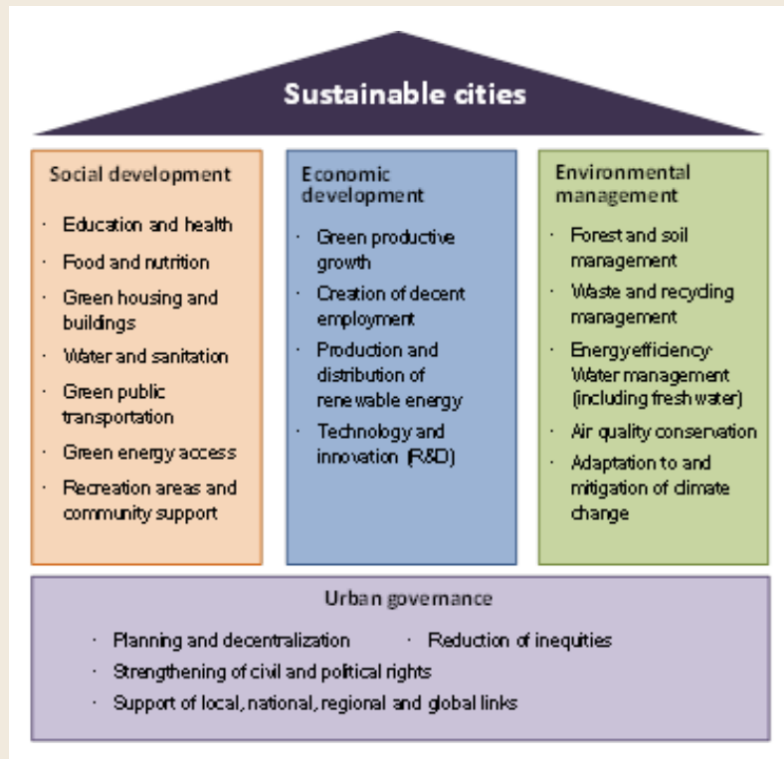 Sustainable cities
Social development
· Education and health
· Food and nutrition
· Green housing and
buildings
· Water and sanitation
· Green public
transportation
· Green energy access
· Recreation areas and
community support
Economic
development
· Green productive
growth
· Creation of decent
employment
· Production and
distribution of
renewable energy
· Technology and
innovation (R&D)
Environmental
management
· Forest and soil
management
· Waste and recycling
management
· Energy efficiency·
Water management
(including fresh water)
· Air quality conservation
· Adaptation to and
mitigation of climate
change
Urban governance
· Planning and decentralization · Reduction of inequities
· Strengthening of civil and political rights
· Support of local, national, regional and global links